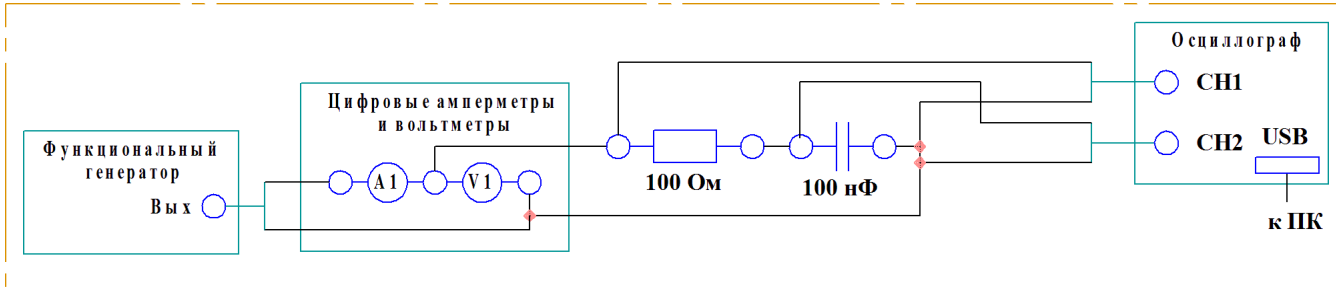 Функциональный
генератор
Вых
Цифровые амперметры
и вольтметры
A1
V1
100 Ом
100 нФ
Осциллограф
CH1
CH2
USB
к ПК